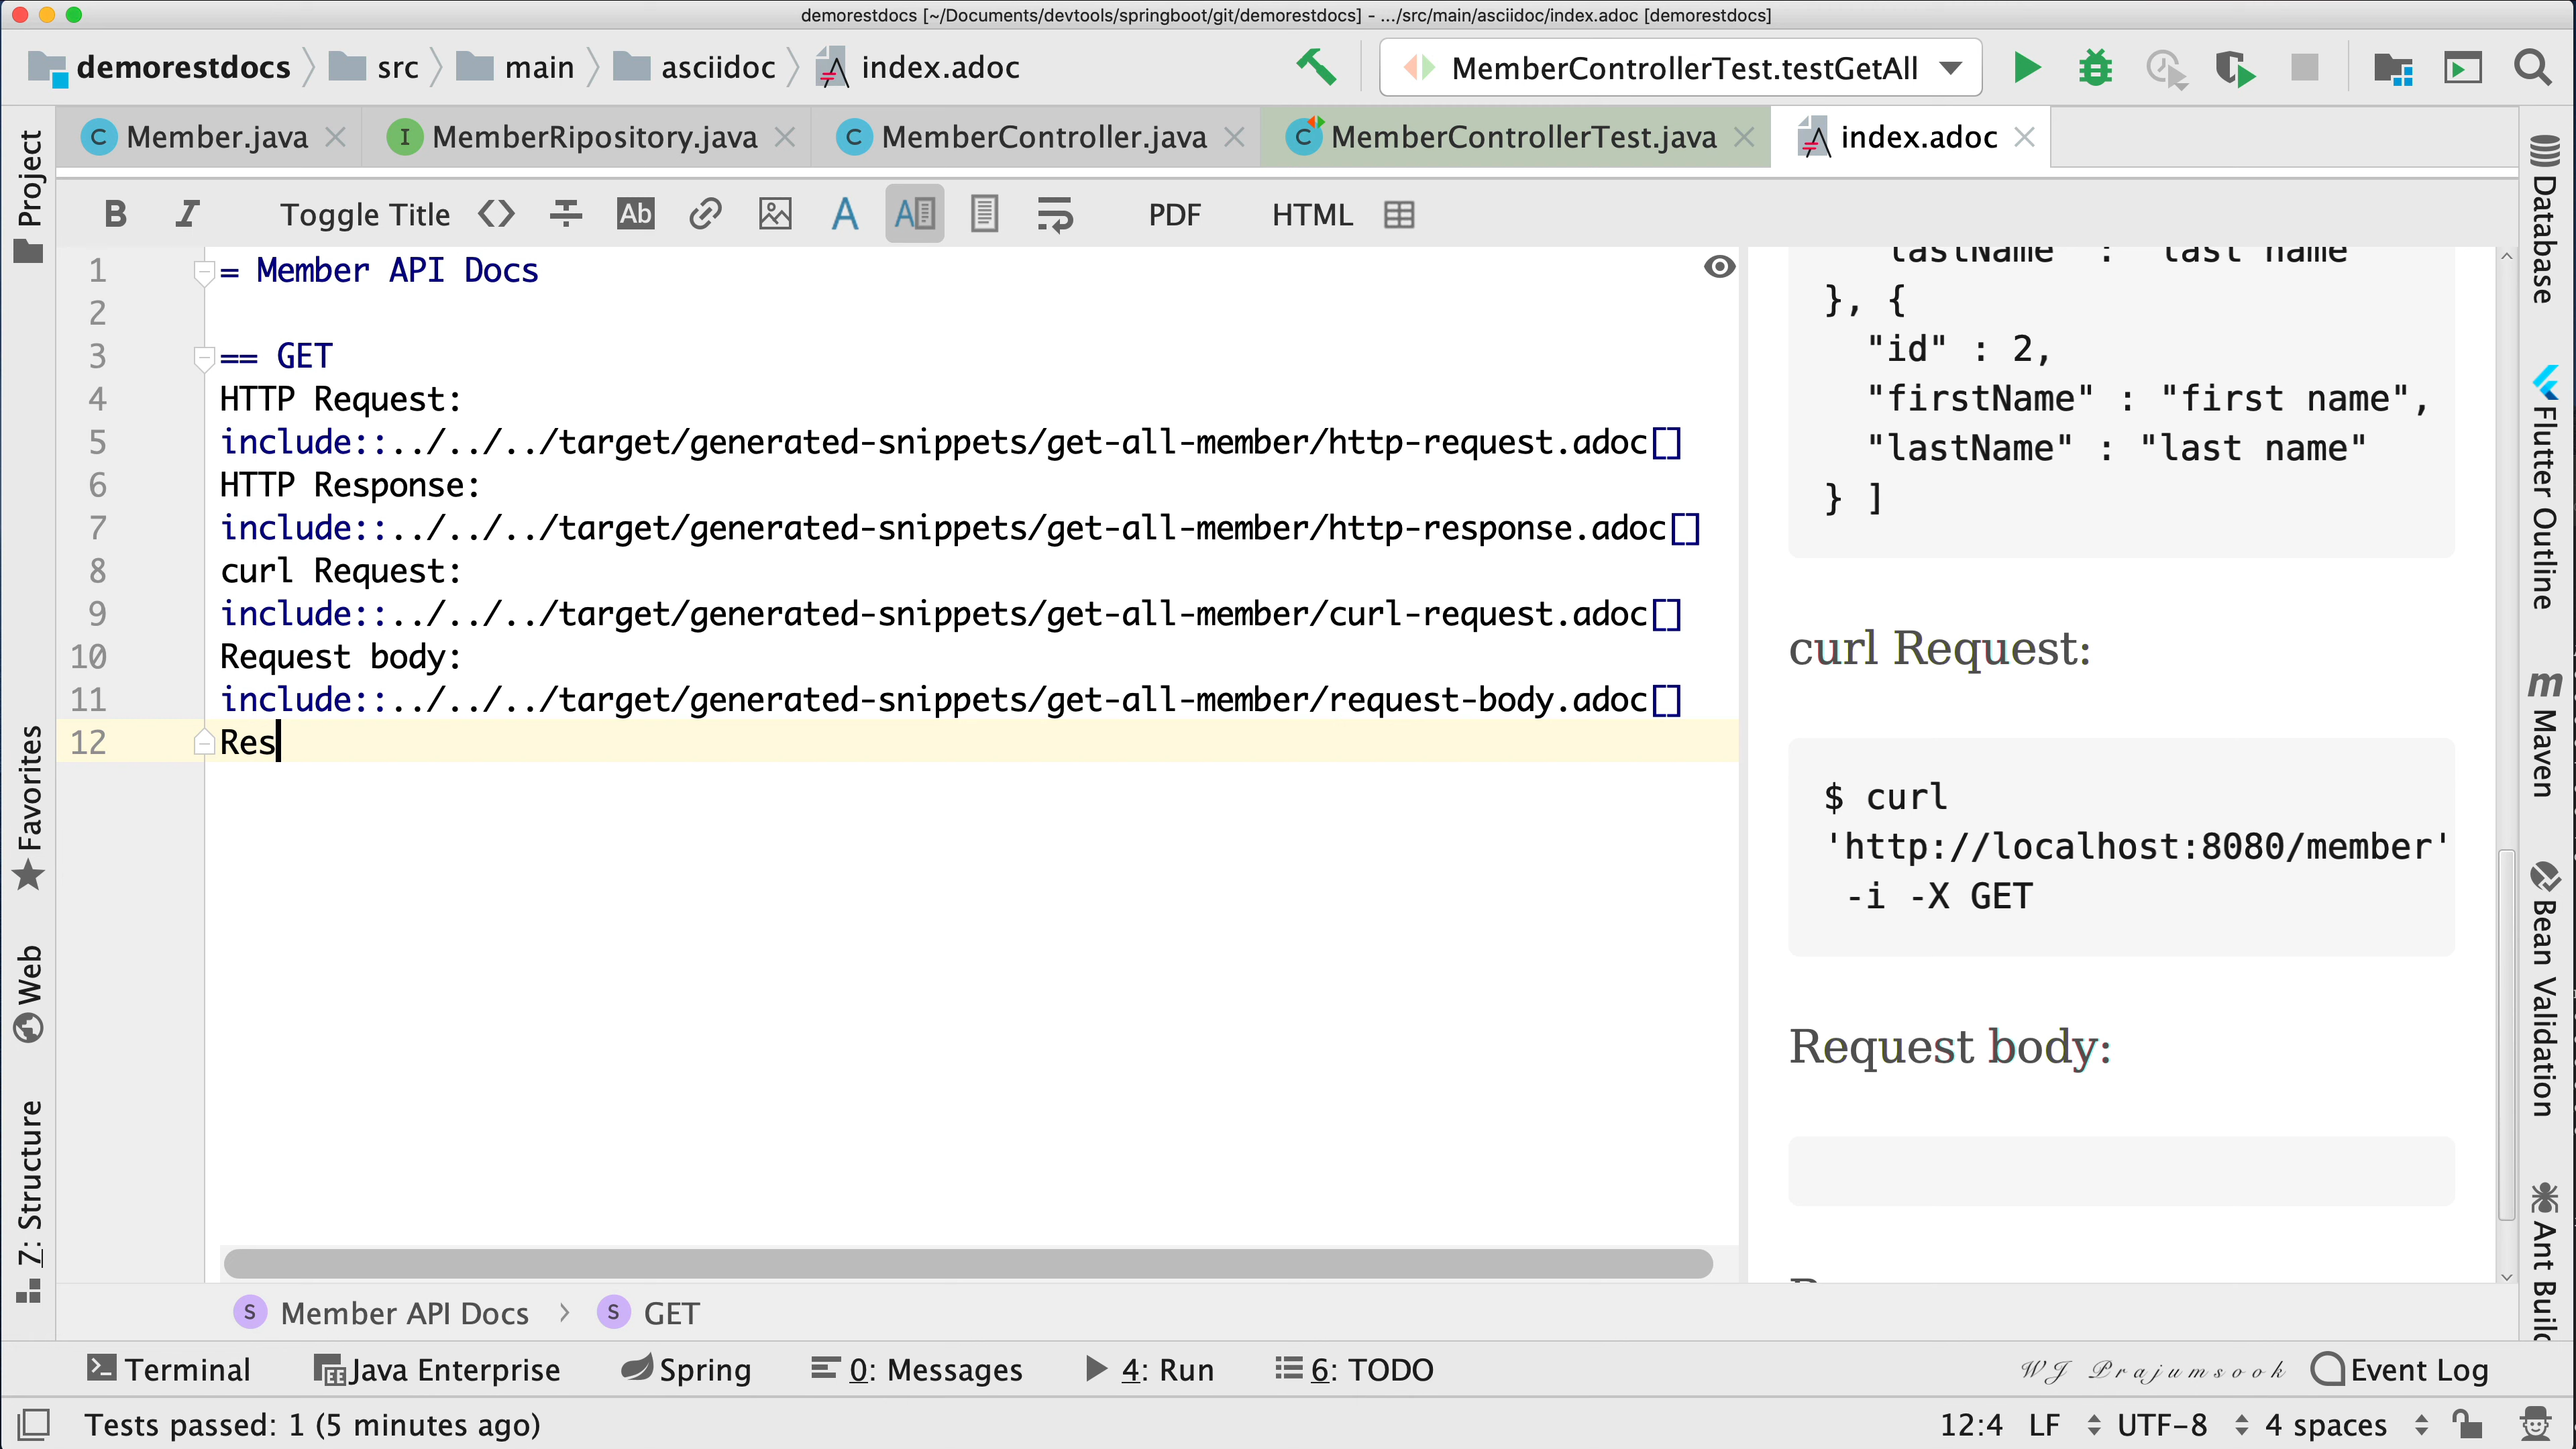 demorestdocs [~/Documents/devtools/springboot/git/demorestdocs] - .../src/main/asciidoc/index.adoc [demorestdocs]
demorestdocs src main asciidoc index.adoc
MemberControllerTest.testGetAll
Member.java MemberRipository.java MemberController.java MemberControllerTest.java index.adoc
B I Toggle Title Ab A A PDF HTML
1 = Member API Docs
2
3 == GET
4 HTTP Request:
5 include::../../../target/generated-snippets/get-all-member/http-request.adoc[]
6 HTTP Response:
7 include::../../../target/generated-snippets/get-all-member/http-response.adoc[]
8 curl Request:
9 include::../../../target/generated-snippets/get-all-member/curl-request.adoc[]
10 Request body:
11 include::../../../target/generated-snippets/get-all-member/request-body.adoc[]
12 Res
"lastName" : "last name"
}, {
"id" : 2,
"firstName" : "first name",
"lastName" : "last name"
} ]
curl Request:
$ curl
'http://localhost:8080/member'
-i -X GET
Request body:
Project
Favorites
Web
Z: Structure
Database
Flutter Outline
Maven
Bean Validation
Ant Build
Member API Docs GET
Terminal Java Enterprise Spring 0: Messages 4: Run 6: TODO WJ Prajumsook Event Log
Tests passed: 1 (5 minutes ago) 12:4 LF UTF-8 4 spaces